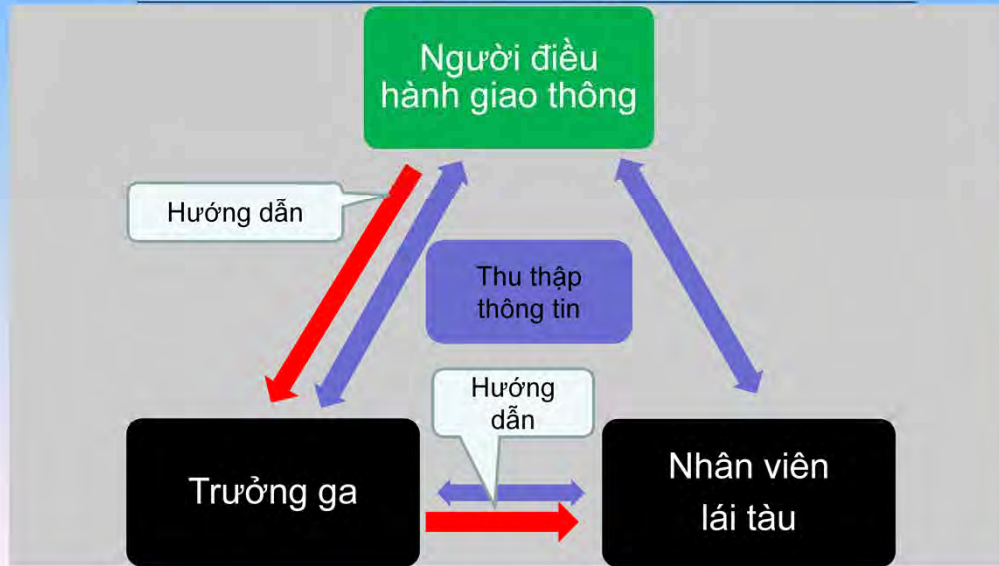 Người điều
hành giao thông
Hướng dẫn
Thu thập
thông tin
Hướng
dẫn
Trưởng ga
Nhân viên
lái tàu